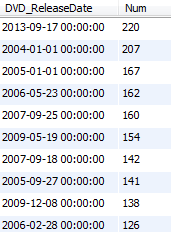 DVD_ReleaseDate Num
2013-09-17 00:00:00 220
2004-01-01 00:00:00 207
2005-01-01 00:00:00 167
2006-05-23 00:00:00 162
2007-09-25 00:00:00 160
2009-05-19 00:00:00 154
2007-09-18 00:00:00 142
2005-09-27 00:00:00 141
2009-12-08 00:00:00 138
2006-02-28 00:00:00 126